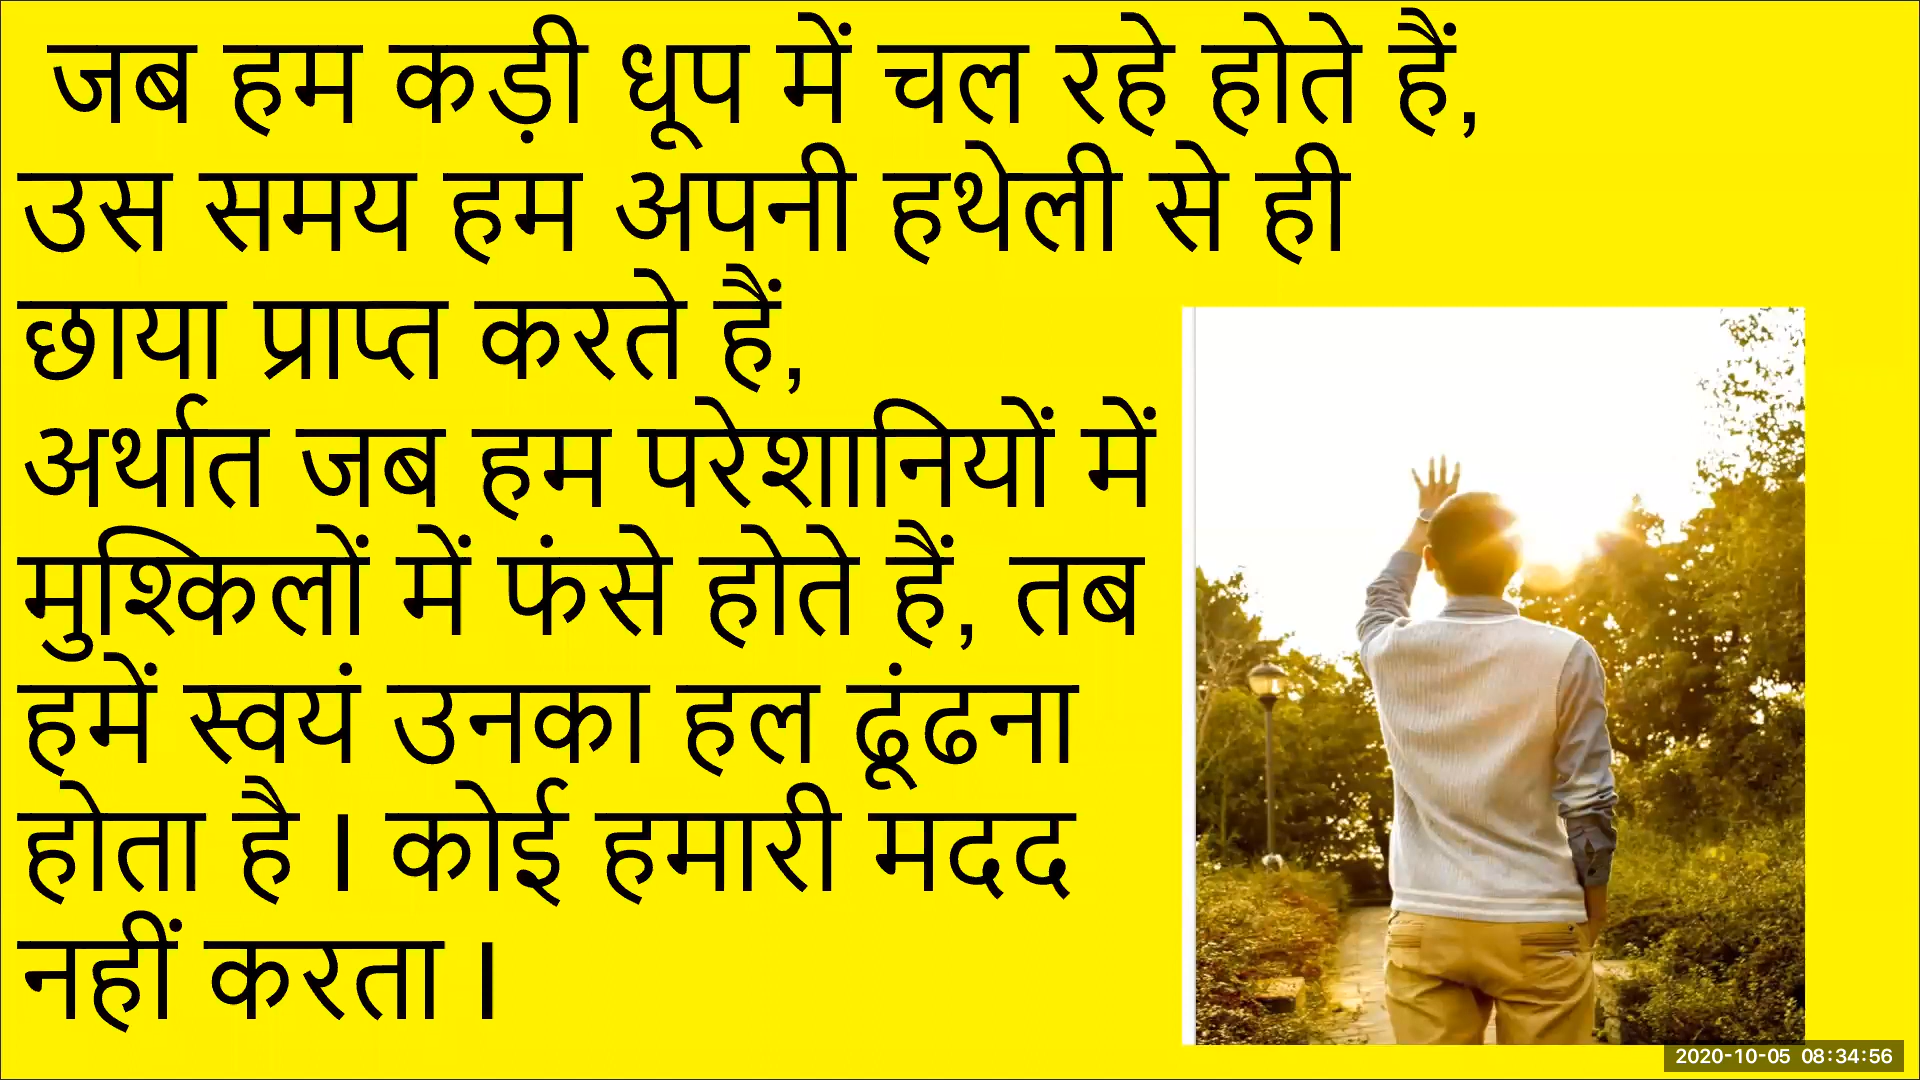 जब हम कड़ी धूप में चल रहे होते हैं,
उस समय हम अपनी हथेली से ही
छाया प्राप्त करते हैं,
अर्थात जब हम परेशानियों में
मुश्किलों में फंसे होते हैं, तब
हमें स्वयं उनका हल ढूंढना
होता है । कोई हमारी मदद
नहीं करता ।
2020-10-05 08:34:56